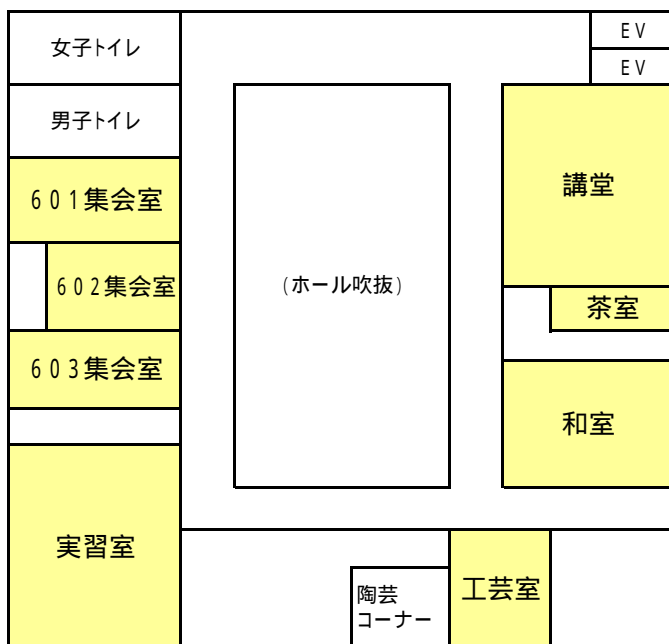 女子トイレ
EV
EV
男子トイレ
601集会室
講堂
602集会室
(ホール吹抜)
茶室
603集会室
和室
実習室
陶芸
コーナー
工芸室